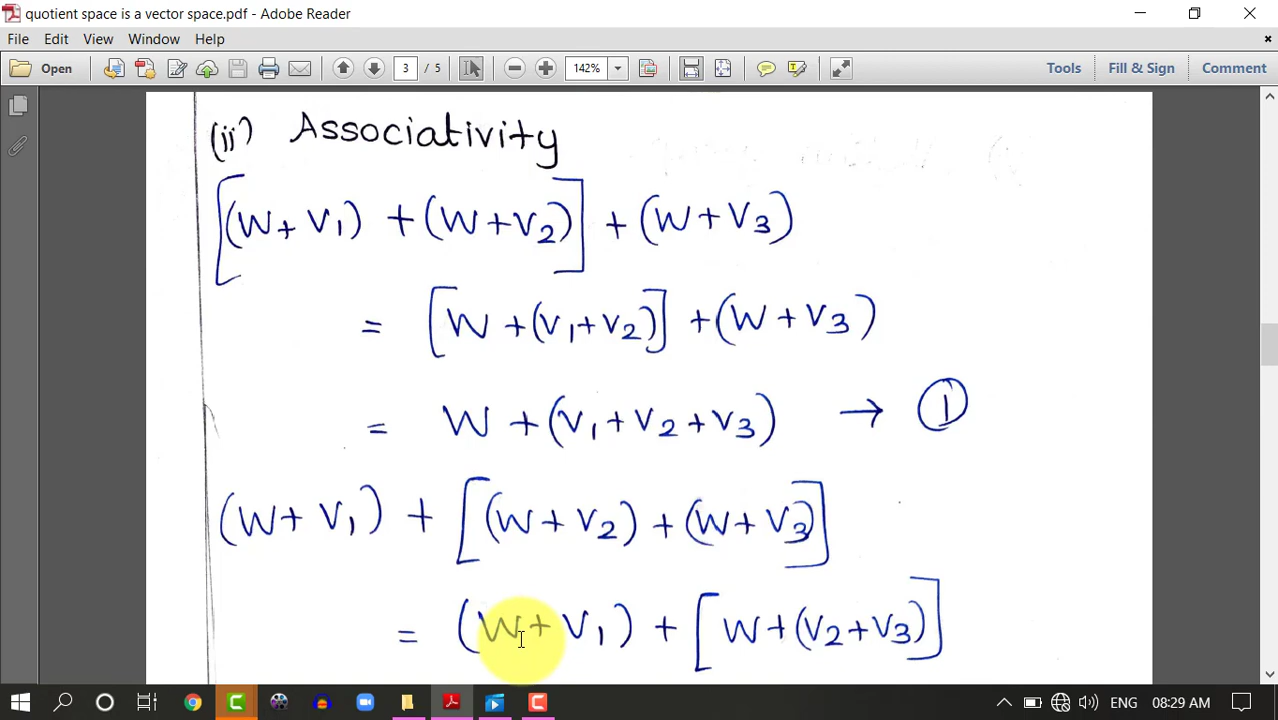 quotient space is a vector space.pdf - Adobe Reader
File Edit View Window Help
Open 3 / 5 142% Tools Fill & Sign Comment
(ii) Associativity
[(W+V1) + (W+V2)] + (W+V3)
= [W+(V1+V2)] + (W+V3)
= W+(V1+V2+V3) → ①
(W+V1) + [(W+V2) + (W+V3)]
= (W+V1) + [W+(V2+V3)]
ENG 08:29 AM